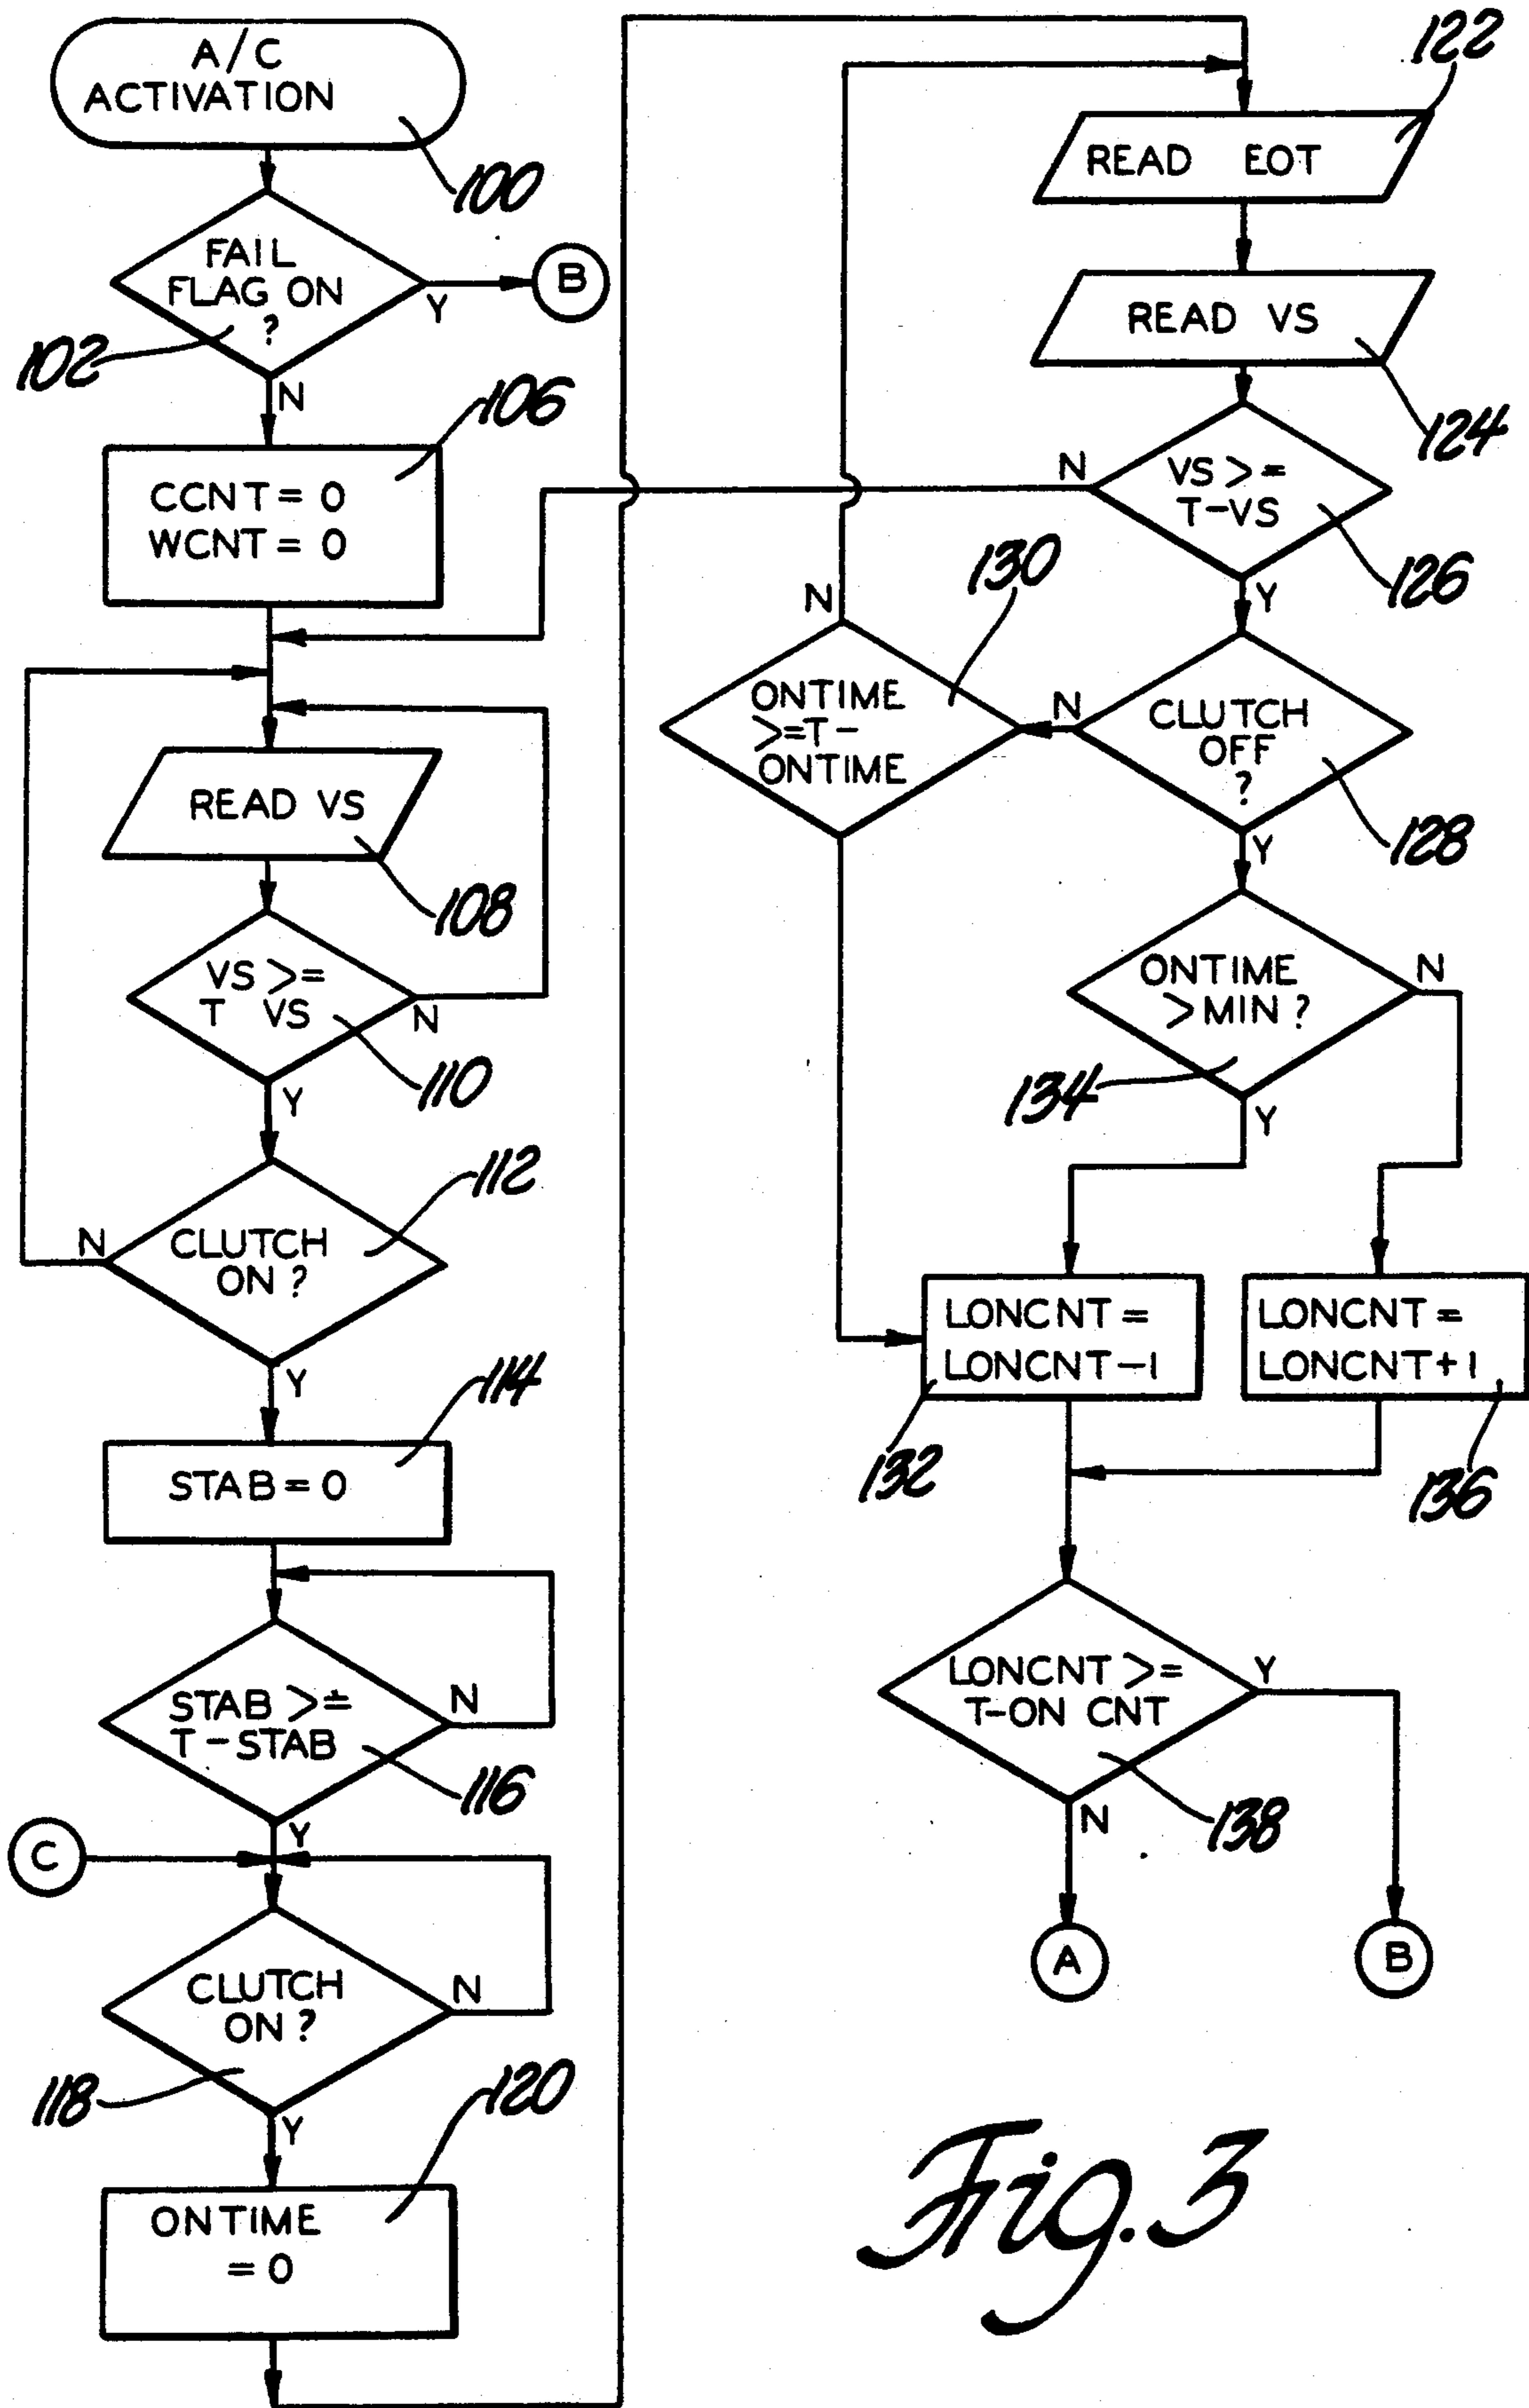 A/C
ACTIVATION
100
FAIL
FLAG ON
?
102
Y
B
N
106
CCNT = 0
WCNT = 0
READ VS
108
VS >=
T VS
N
110
Y
112
N
CLUTCH
ON ?
Y
114
STAB = 0
STAB >=
T-STAB
N
116
Y
C
CLUTCH
ON ?
N
118
Y
120
ONTIME
= 0
122
READ EOT
READ VS
124
N
VS >=
T-VS
126
Y
130
N
ONTIME
>=T-
ONTIME
N
CLUTCH
OFF
?
128
Y
ONTIME
>MIN ?
N
134
Y
LONCNT =
LONCNT-1
132
LONCNT =
LONCNT+1
136
LONCNT >=
T-ON CNT
Y
138
N
A
B
Fig. 3